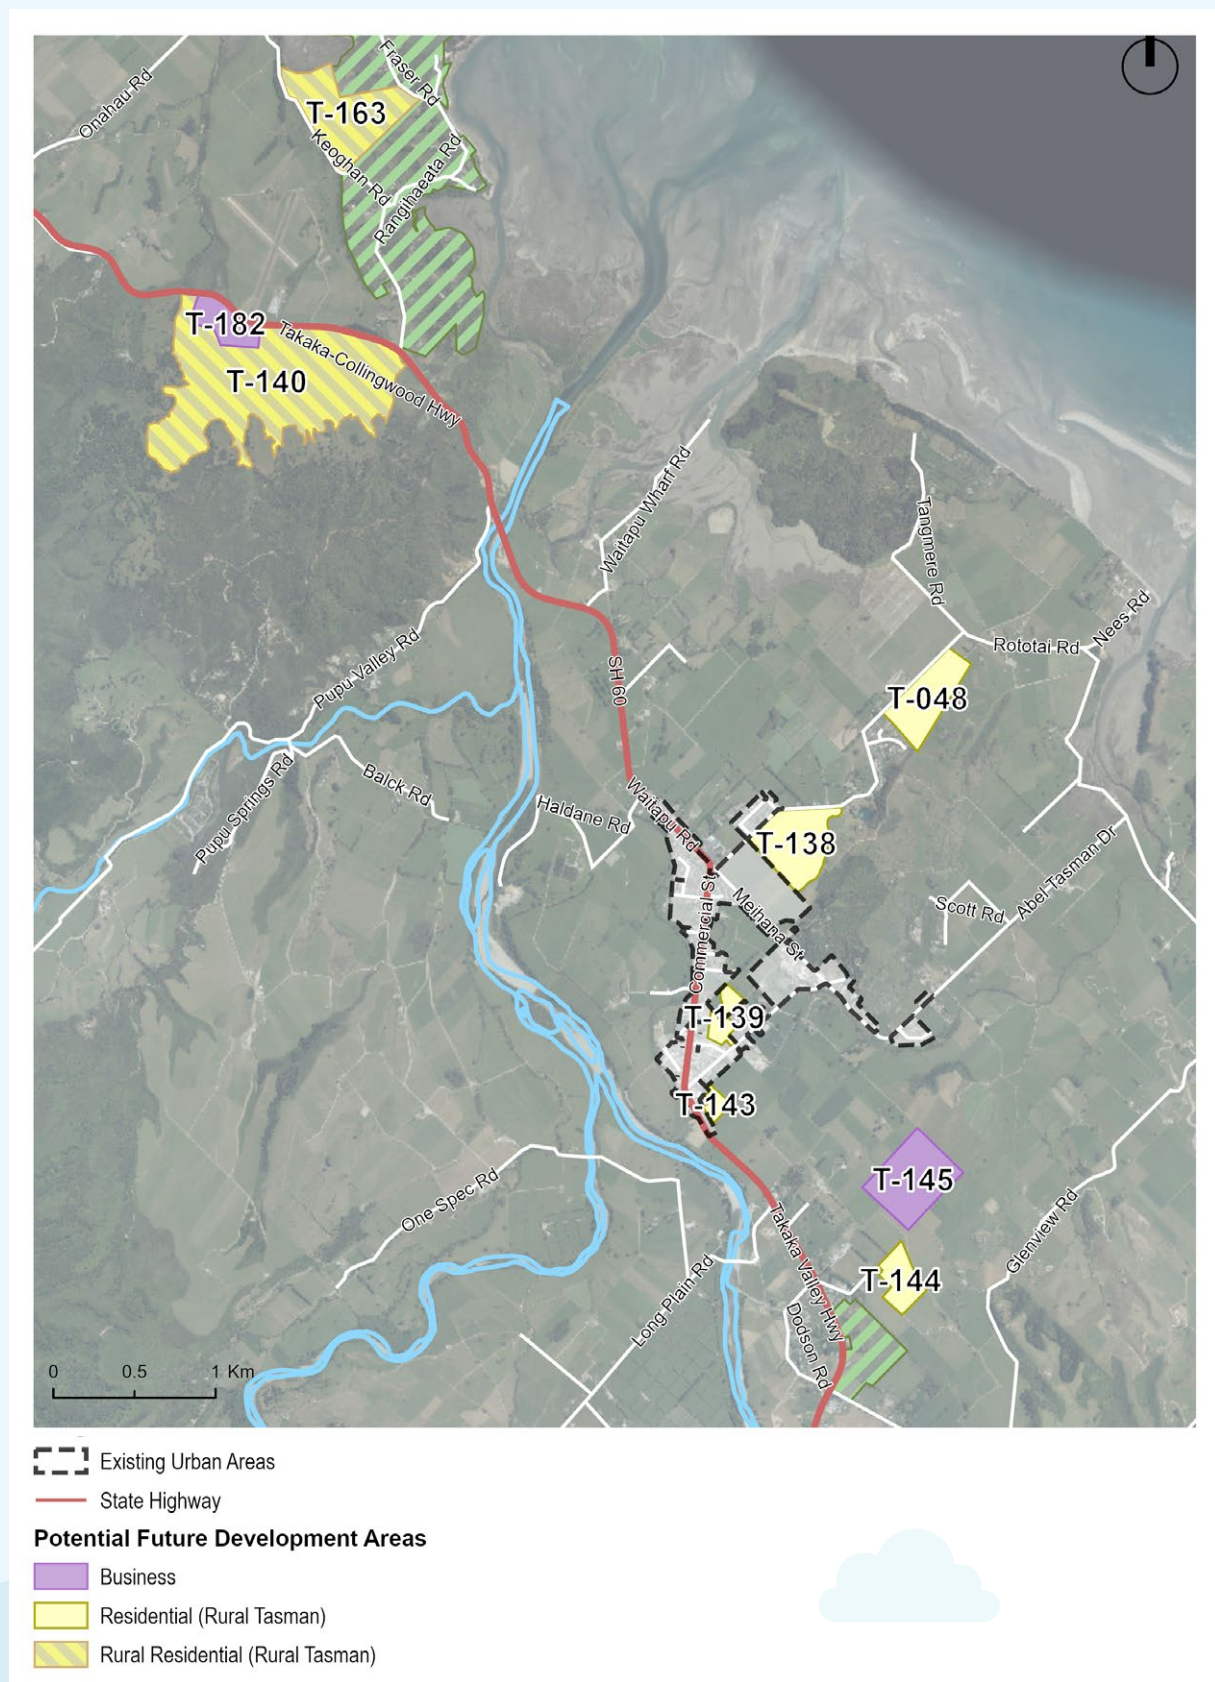 Onahau Rd
Fraser Rd
T-163
Keoghan Rd
Rangihaeata Rd
T-182
Takaka-Collingwood Hwy
T-140
Waitapu Wharf Rd
Tangmere Rd
Nees Rd
Rototai Rd
Pupu Valley Rd
SH 60
T-048
Pupu Springs Rd
Balck Rd
Haldane Rd
Waitapu Rd
T-138
Abel Tasman Dr
Scott Rd
Meihana St
Commercial St
T-139
T-143
T-145
One Spec Rd
Glenview Rd
Takaka Valley Hwy
T-144
Long Plain Rd
Dodson Rd
0 0.5 1 Km
Existing Urban Areas
State Highway
Potential Future Development Areas
Business
Residential (Rural Tasman)
Rural Residential (Rural Tasman)